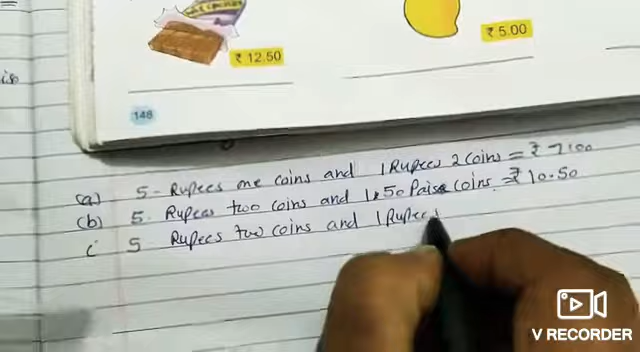 ₹ 12.50
₹ 5.00
148
(a) 5-Rupees one coins and 1 Rupees 2 coins = ₹ 7.00
(b) 5. Rupees two coins and 1. 50 Paise coins = ₹ 10.50
c 5 Rupees two coins and 1 Rupees
V RECORDER